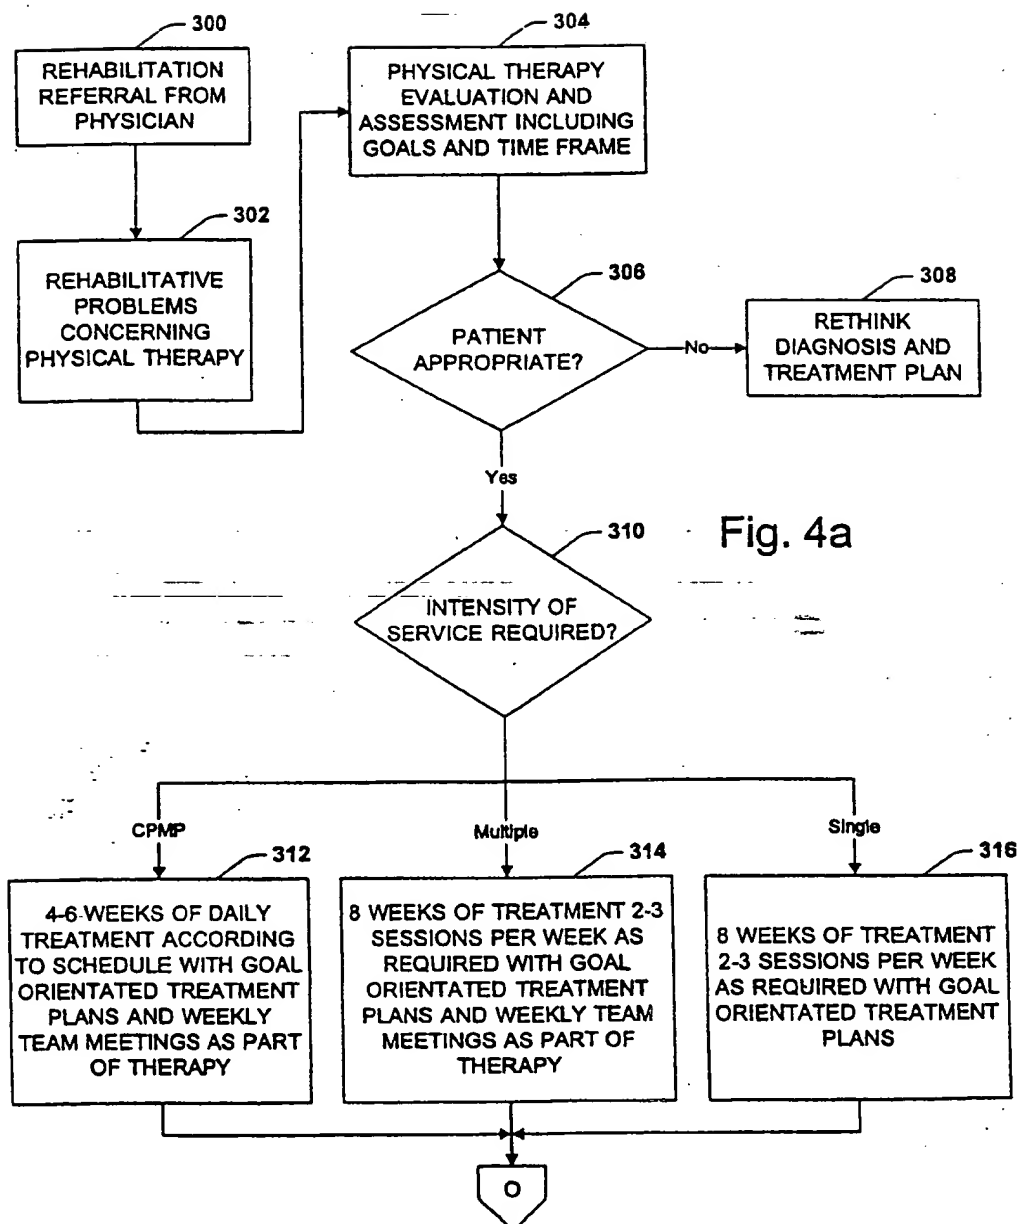 300
REHABILITATION
REFERRAL FROM
PHYSICIAN
302
REHABILITATIVE
PROBLEMS
CONCERNING
PHYSICAL THERAPY
304
PHYSICAL THERAPY
EVALUATION AND
ASSESSMENT INCLUDING
GOALS AND TIME FRAME
306
PATIENT
APPROPRIATE?
No
308
RETHINK
DIAGNOSIS AND
TREATMENT PLAN
Yes
Fig. 4a
310
INTENSITY OF
SERVICE REQUIRED?
CPMP
312
4-6 WEEKS OF DAILY
TREATMENT ACCORDING
TO SCHEDULE WITH GOAL
ORIENTATED TREATMENT
PLANS AND WEEKLY
TEAM MEETINGS AS PART
OF THERAPY
Multiple
314
8 WEEKS OF TREATMENT 2-3
SESSIONS PER WEEK AS
REQUIRED WITH GOAL
ORIENTATED TREATMENT
PLANS AND WEEKLY TEAM
MEETINGS AS PART OF
THERAPY
Single
316
8 WEEKS OF TREATMENT
2-3 SESSIONS PER WEEK
AS REQUIRED WITH GOAL
ORIENTATED TREATMENT
PLANS
O